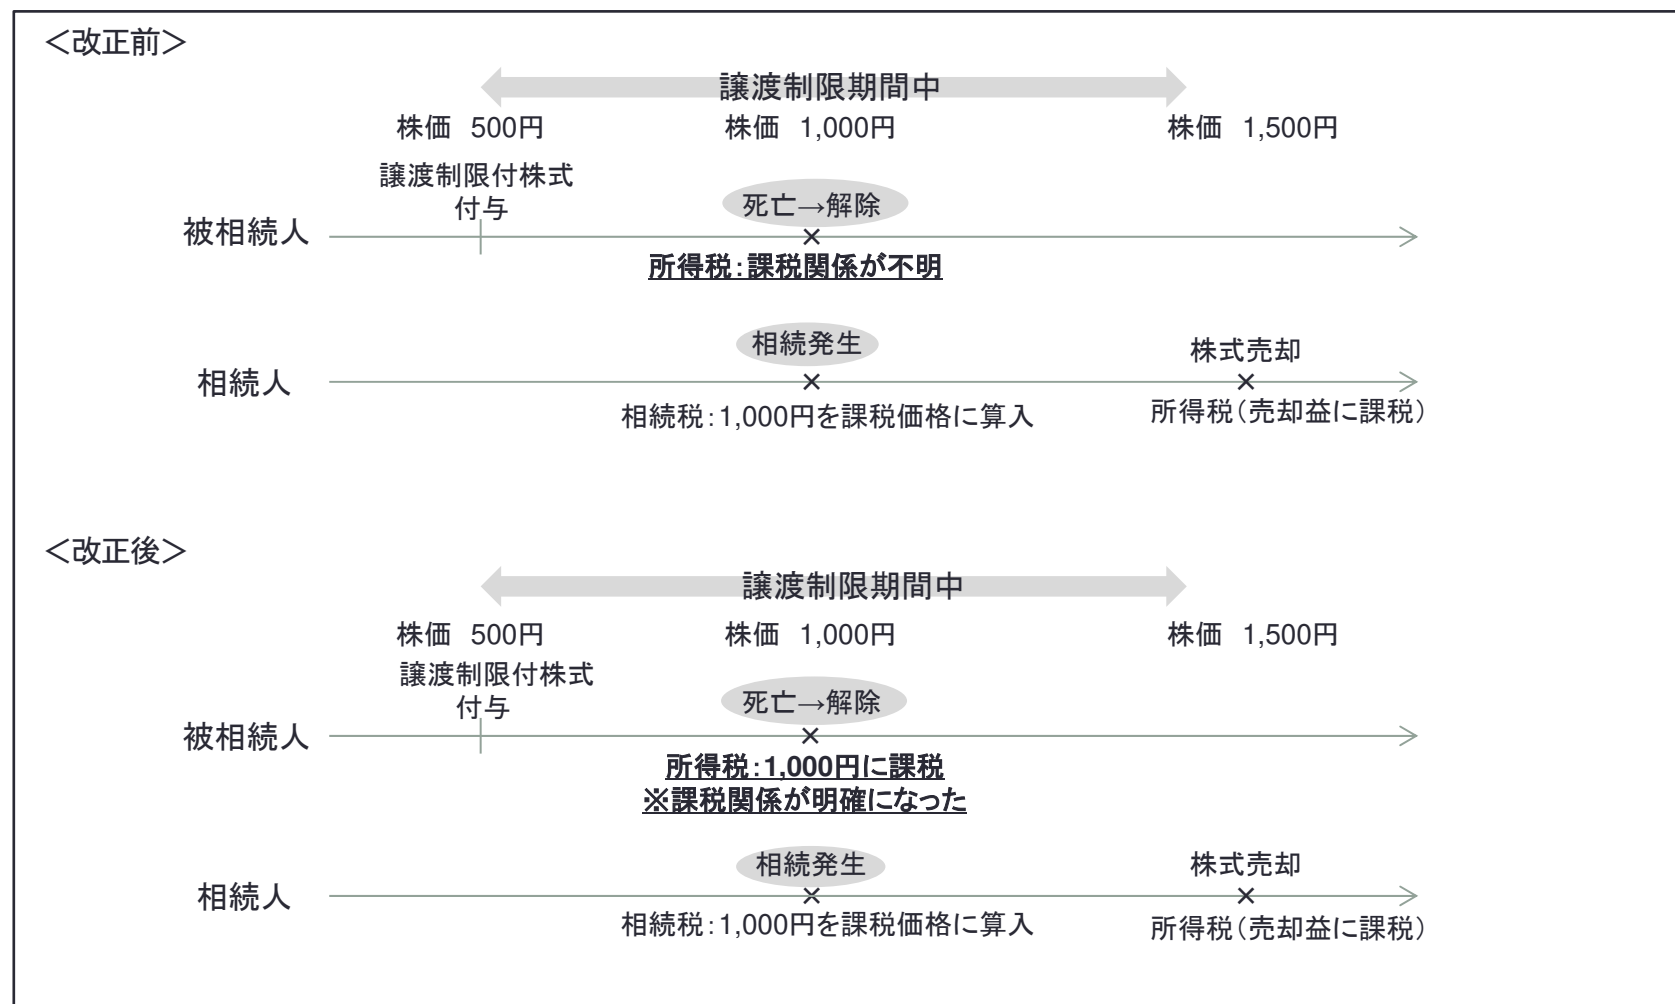 ＜改正前＞
譲渡制限期間中
株価 500円 株価 1,000円 株価 1,500円
譲渡制限付株式
付与
死亡→解除
被相続人
×
所得税：課税関係が不明
相続発生
株式売却
相続人
× ×
相続税：1,000円を課税価格に算入
所得税（売却益に課税）
＜改正後＞
譲渡制限期間中
株価 500円 株価 1,000円 株価 1,500円
譲渡制限付株式
付与
死亡→解除
被相続人
×
所得税：1,000円に課税
※課税関係が明確になった
相続発生
株式売却
相続人
× ×
相続税：1,000円を課税価格に算入
所得税（売却益に課税）